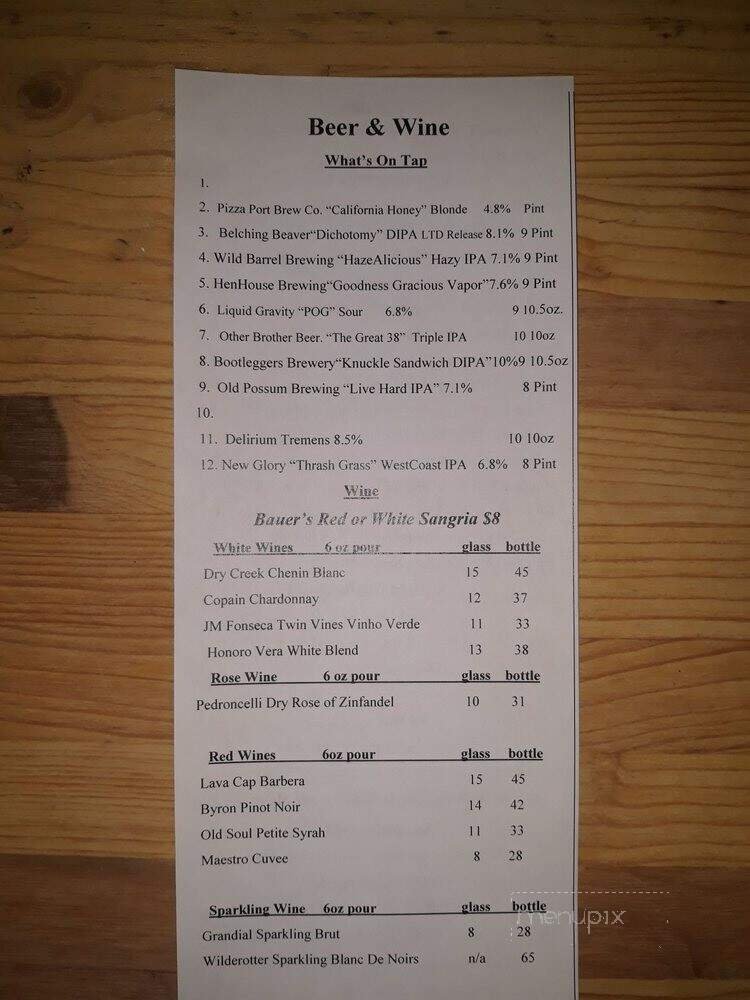 Beer & Wine
What's On Tap
1.
2. Pizza Port Brew Co. "California Honey" Blonde 4.8% Pint
3. Belching Beaver"Dichotomy" DIPA LTD Release 8.1% 9 Pint
4. Wild Barrel Brewing "HazeAlicious" Hazy IPA 7.1% 9 Pint
5. HenHouse Brewing"Goodness Gracious Vapor"7.6% 9 Pint
6. Liquid Gravity "POG" Sour 6.8% 9 10.5oz.
7. Other Brother Beer. "The Great 38" Triple IPA 10 10oz
8. Bootleggers Brewery"Knuckle Sandwich DIPA"10%9 10.5oz
9. Old Possum Brewing "Live Hard IPA" 7.1% 8 Pint
10.
11. Delirium Tremens 8.5% 10 10oz
12. New Glory "Thrash Grass" WestCoast IPA 6.8% 8 Pint
Wine
Bauer's Red or White Sangria $8
White Wines 6 oz pour glass bottle
Dry Creek Chenin Blanc 15 45
Copain Chardonnay 12 37
JM Fonseca Twin Vines Vinho Verde 11 33
Honoro Vera White Blend 13 38
Rose Wine 6 oz pour glass bottle
Pedroncelli Dry Rose of Zinfandel 10 31
Red Wines 6oz pour glass bottle
Lava Cap Barbera 15 45
Byron Pinot Noir 14 42
Old Soul Petite Syrah 11 33
Maestro Cuvee 8 28
Sparkling Wine 6oz pour glass bottle
Grandial Sparkling Brut 8 28
Wilderotter Sparkling Blanc De Noirs n/a 65
menupix